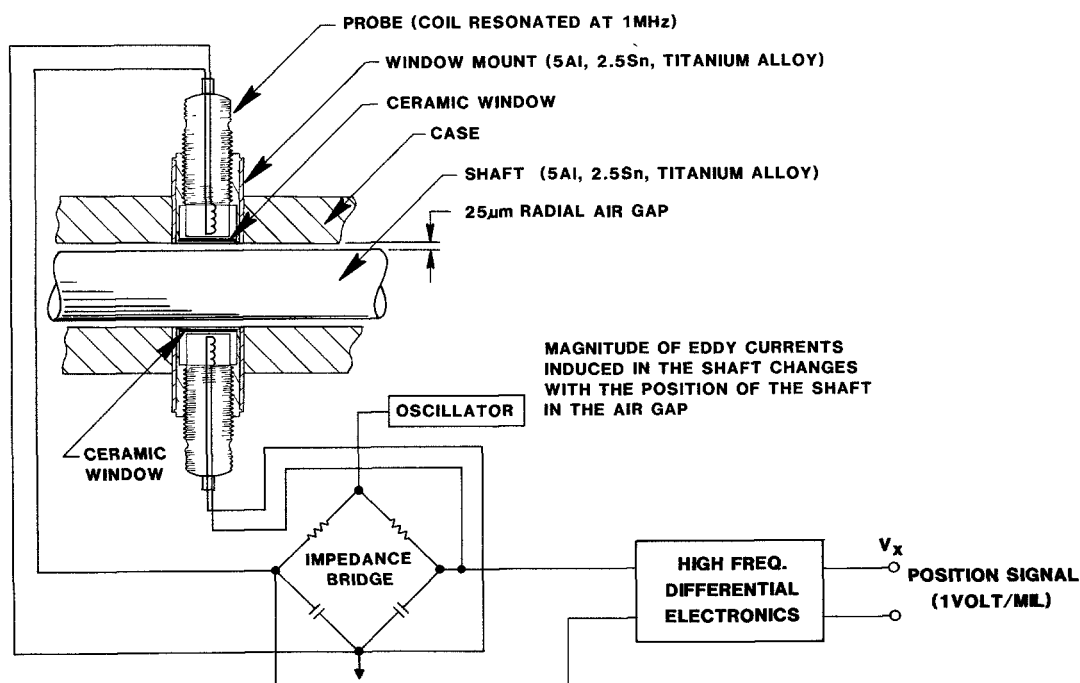 PROBE (COIL RESONATED AT 1MHz)
WINDOW MOUNT (5Al, 2.5Sn, TITANIUM ALLOY)
CERAMIC WINDOW
CASE
SHAFT (5Al, 2.5Sn, TITANIUM ALLOY)
25μm RADIAL AIR GAP
MAGNITUDE OF EDDY CURRENTS
INDUCED IN THE SHAFT CHANGES
WITH THE POSITION OF THE SHAFT
IN THE AIR GAP
OSCILLATOR
CERAMIC
WINDOW
IMPEDANCE
BRIDGE
HIGH FREQ.
DIFFERENTIAL
ELECTRONICS
Vx
POSITION SIGNAL
(1VOLT/MIL)